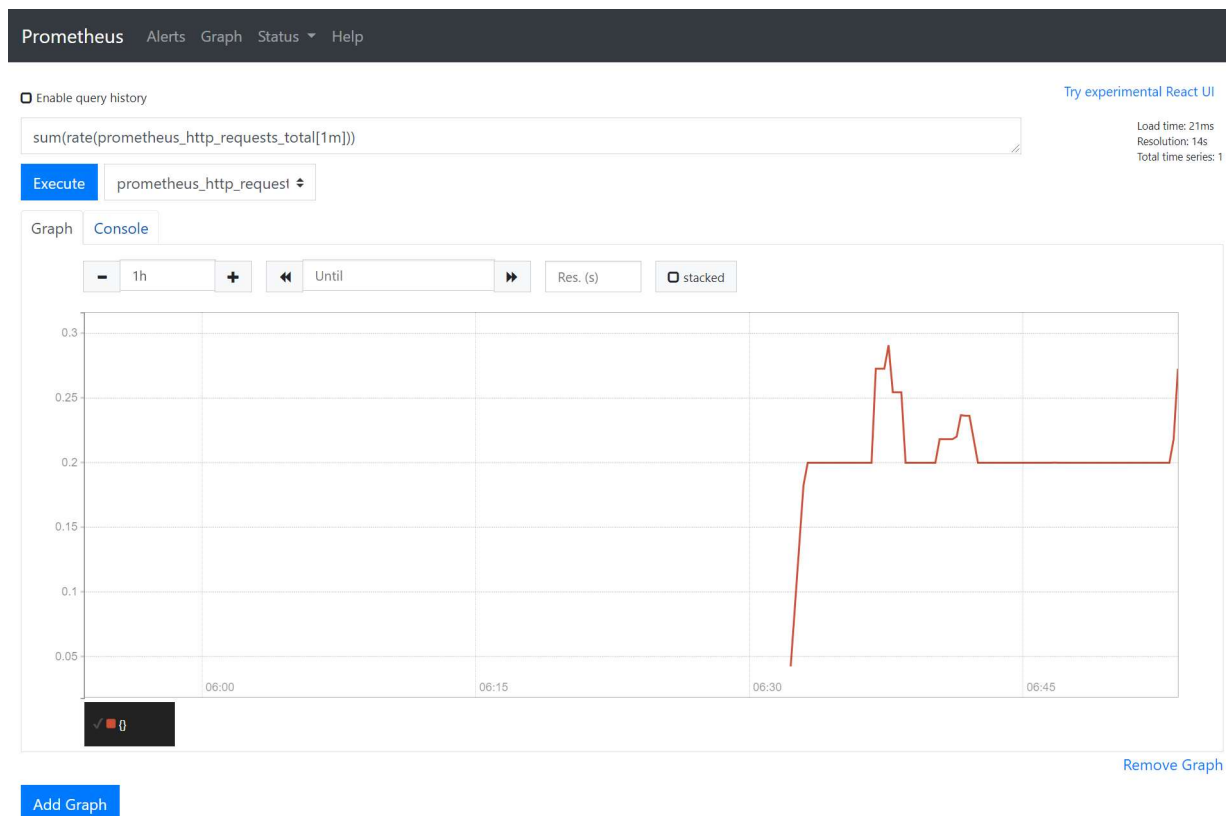 Prometheus Alerts Graph Status Help
Enable query history
Try experimental React UI
sum(rate(prometheus_http_requests_total[1m]))
Load time: 21ms
Resolution: 14s
Total time series: 1
Execute prometheus_http_request
Graph Console
- 1h + Until Res. (s) stacked
0.3
0.25
0.2
0.15
0.1
0.05
06:00 06:15 06:30 06:45
{}
Remove Graph
Add Graph